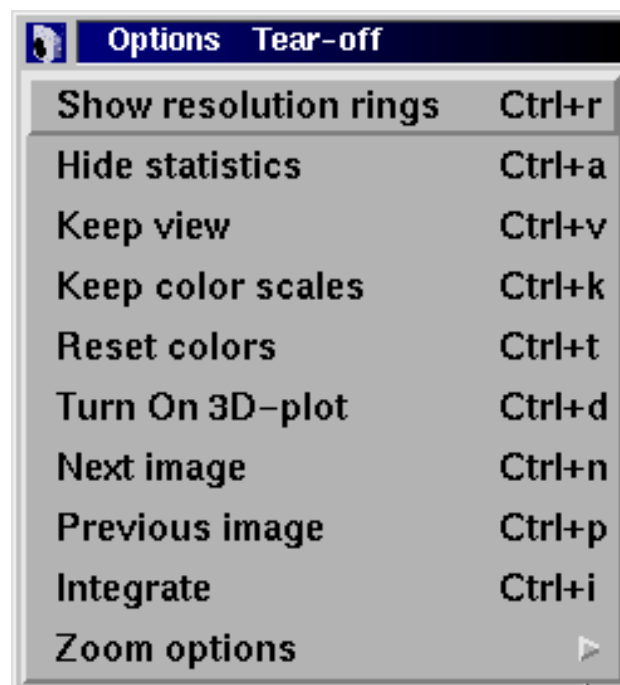 Options Tear-off
Show resolution rings Ctrl+r
Hide statistics Ctrl+a
Keep view Ctrl+v
Keep color scales Ctrl+k
Reset colors Ctrl+t
Turn On 3D-plot Ctrl+d
Next image Ctrl+n
Previous image Ctrl+p
Integrate Ctrl+i
Zoom options